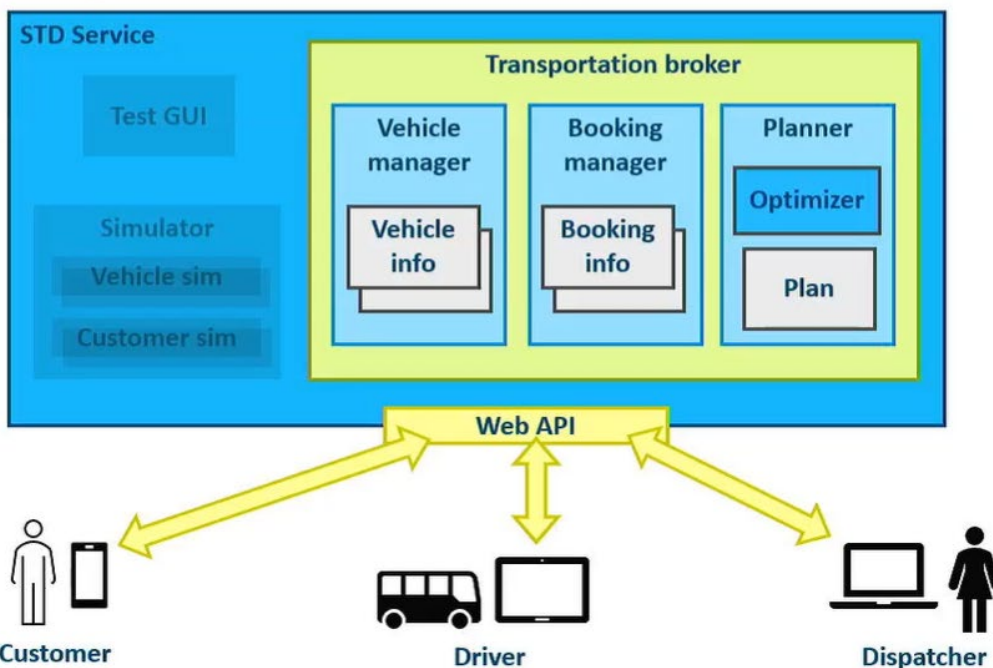 STD Service
Test GUI
Simulator
Vehicle sim
Customer sim
Transportation broker
Vehicle
manager
Vehicle
info
Booking
manager
Booking
info
Planner
Optimizer
Plan
Web API
Customer
Driver
Dispatcher